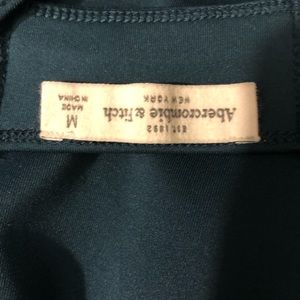 EST. 1892
Abercrombie & Fitch
NEW YORK
M
MADE
IN CHINA